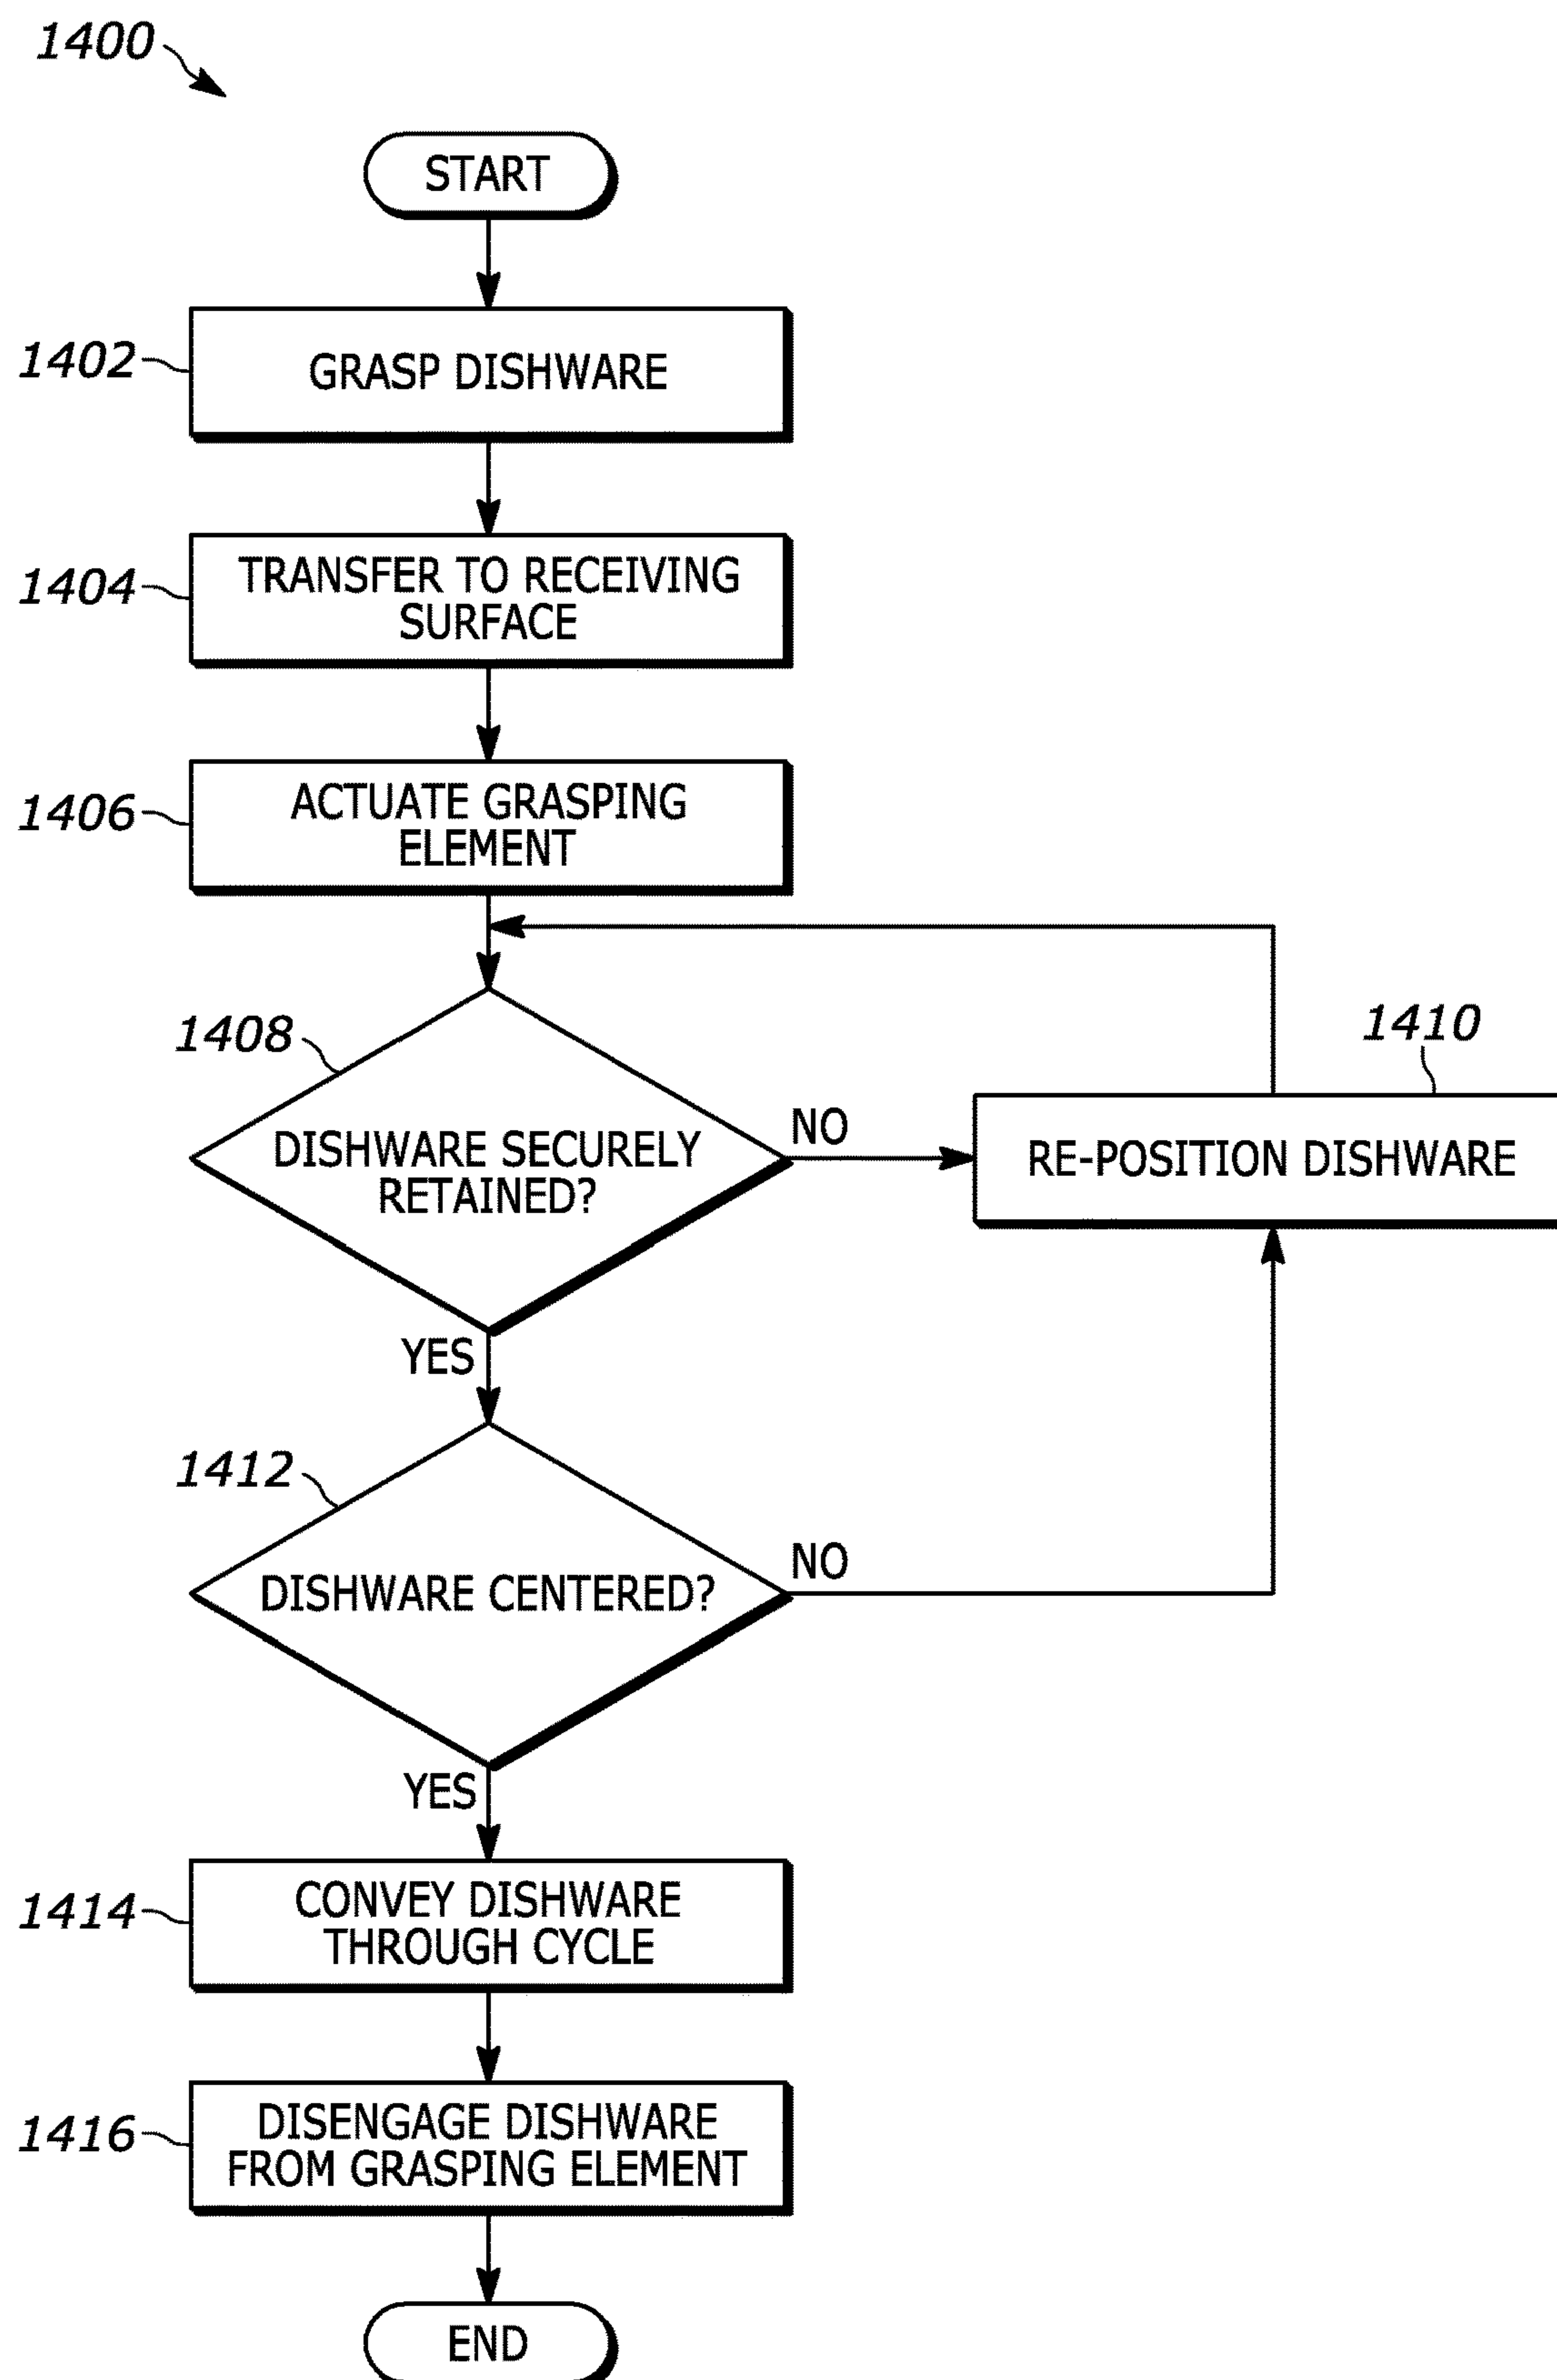 1400
START
1402
GRASP DISHWARE
1404
TRANSFER TO RECEIVING
SURFACE
1406
ACTUATE GRASPING
ELEMENT
1408
DISHWARE SECURELY
RETAINED?
NO
1410
RE-POSITION DISHWARE
YES
1412
DISHWARE CENTERED?
NO
YES
1414
CONVEY DISHWARE
THROUGH CYCLE
1416
DISENGAGE DISHWARE
FROM GRASPING ELEMENT
END